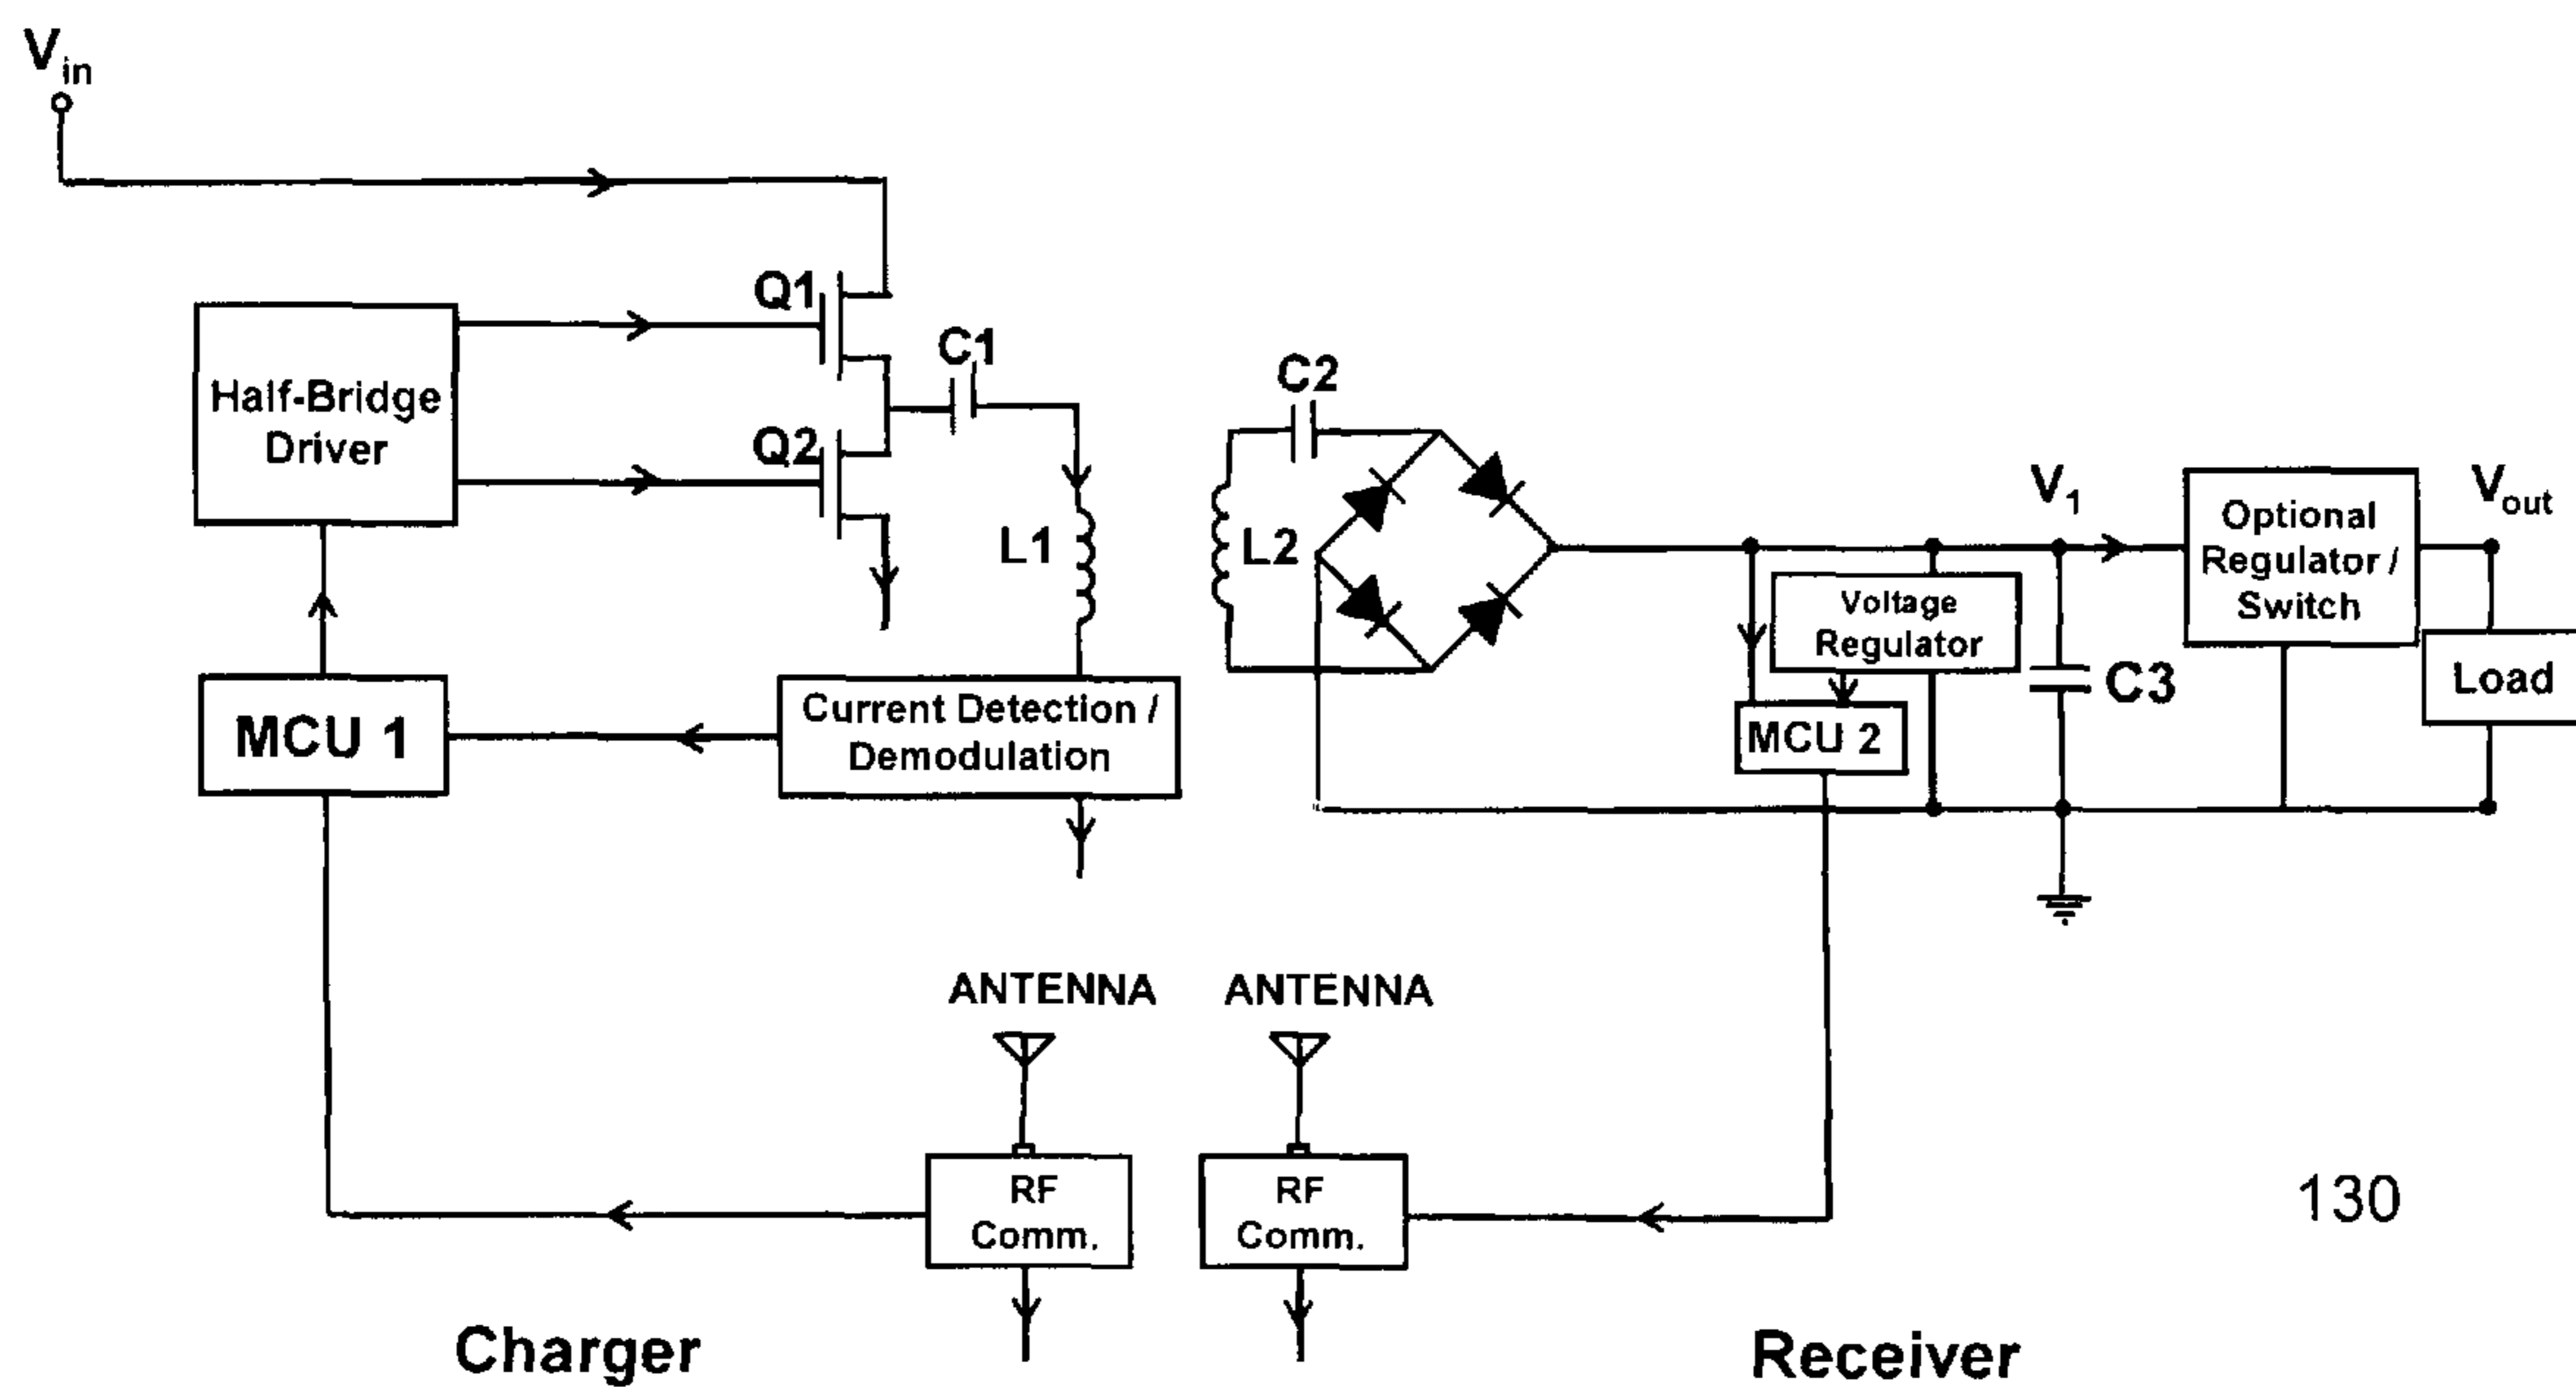 Vin
Q1
C1
Half-Bridge
Driver
Q2
L1
MCU 1
Current Detection /
Demodulation
C2
L2
V1
Optional
Regulator /
Switch
Vout
Voltage
Regulator
MCU 2
C3
Load
ANTENNA
ANTENNA
RF
Comm.
RF
Comm.
130
Charger
Receiver